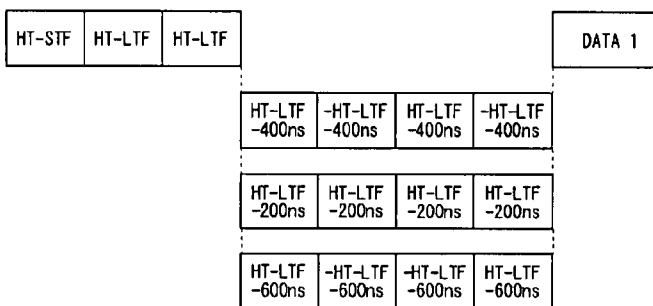 HT-STF HT-LTF HT-LTF DATA 1
HT-LTF -HT-LTF HT-LTF -HT-LTF
-400ns -400ns -400ns -400ns
HT-LTF HT-LTF HT-LTF HT-LTF
-200ns -200ns -200ns -200ns
HT-LTF -HT-LTF -HT-LTF HT-LTF
-600ns -600ns -600ns -600ns